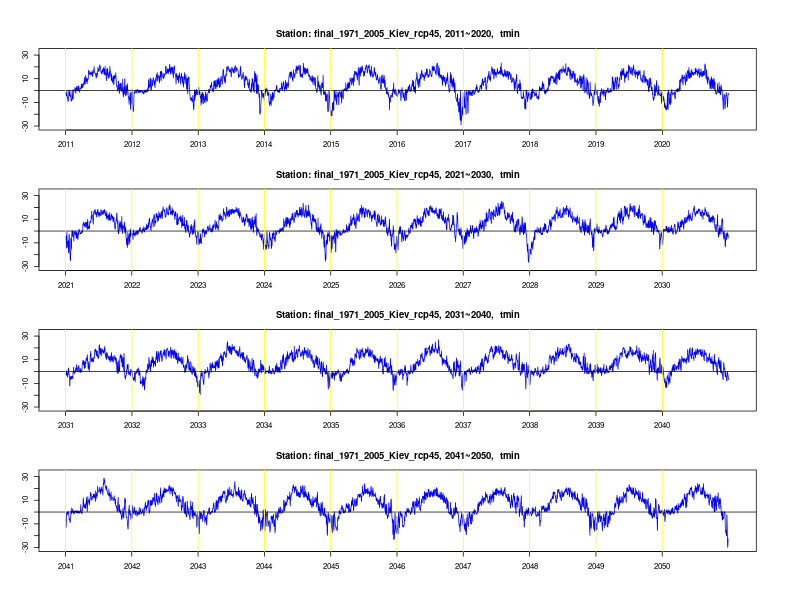 Station: final_1971_2005_Kiev_rcp45, 2011~2020, tmin
30
10
-10
-30
2011 2012 2013 2014 2015 2016 2017 2018 2019 2020
Station: final_1971_2005_Kiev_rcp45, 2021~2030, tmin
30
10
-10
-30
2021 2022 2023 2024 2025 2026 2027 2028 2029 2030
Station: final_1971_2005_Kiev_rcp45, 2031~2040, tmin
30
10
-10
-30
2031 2032 2033 2034 2035 2036 2037 2038 2039 2040
Station: final_1971_2005_Kiev_rcp45, 2041~2050, tmin
30
10
-10
-30
2041 2042 2043 2044 2045 2046 2047 2048 2049 2050